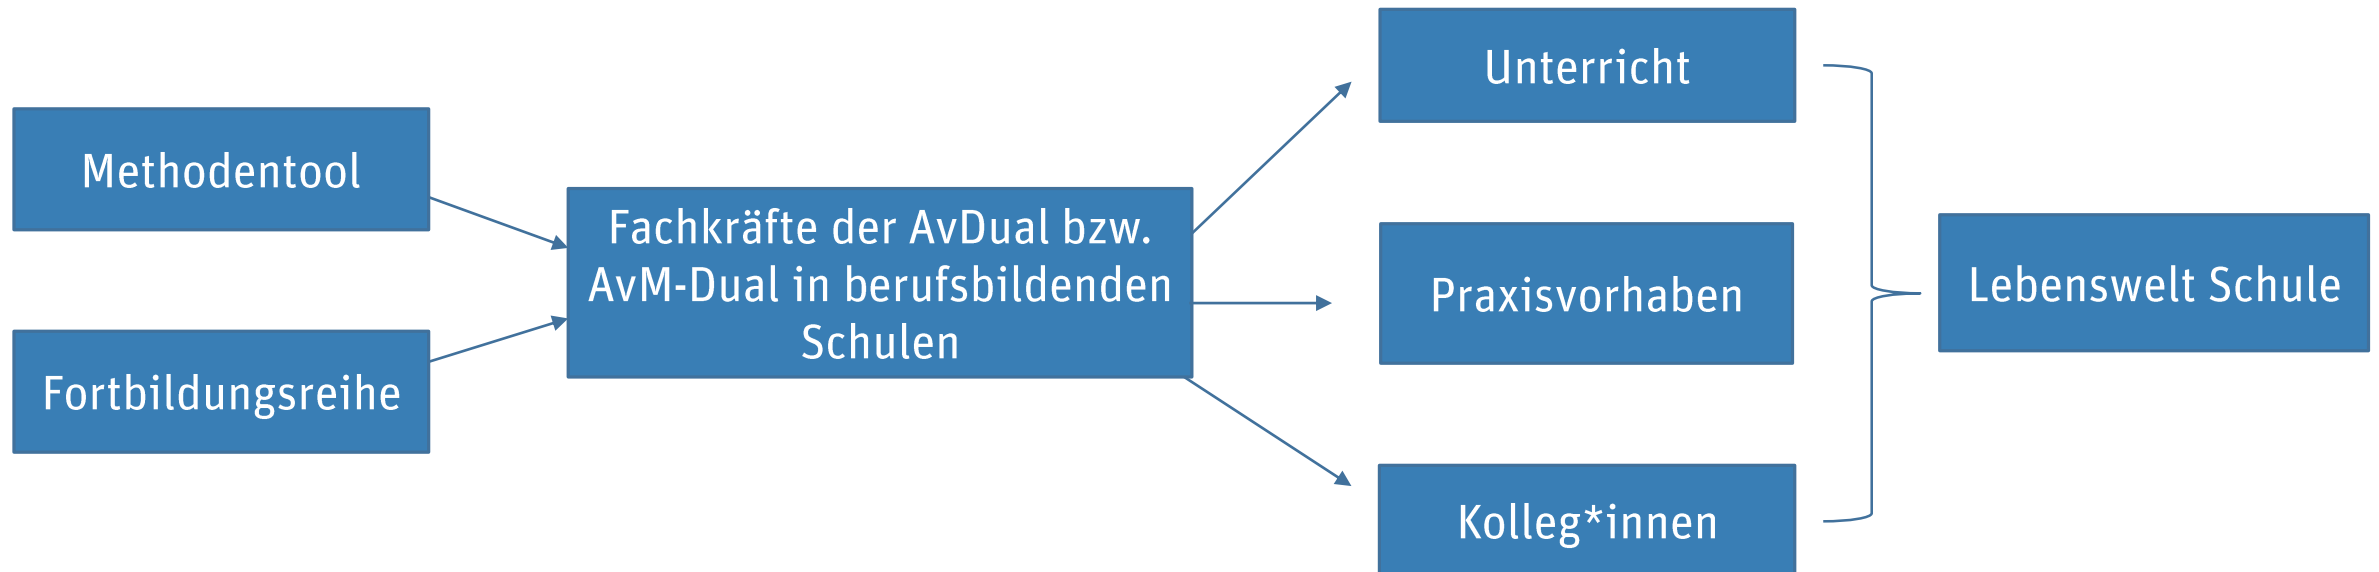 Methodentool
Fortbildungsreihe
Fachkräfte der AvDual bzw.
AvM-Dual in berufsbildenden
Schulen
Unterricht
Praxisvorhaben
Kolleg*innen
Lebenswelt Schule